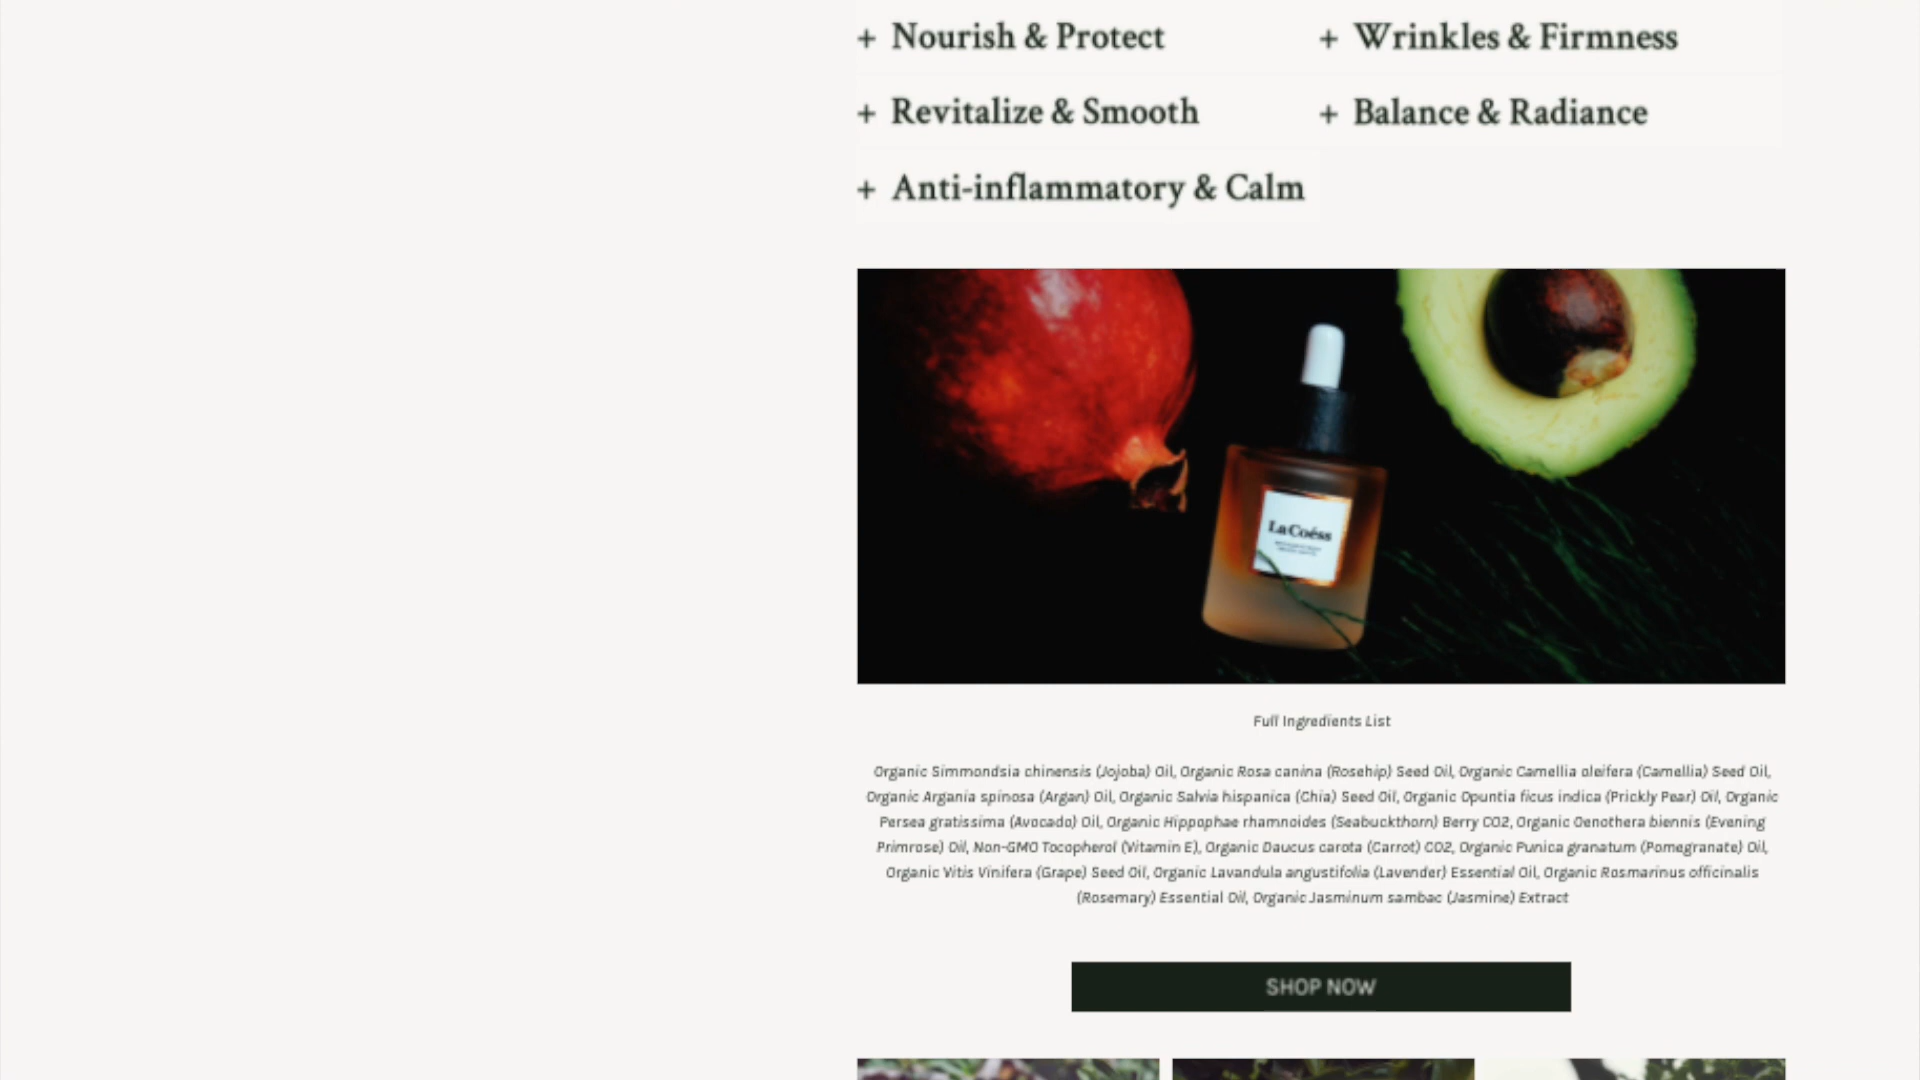 + Nourish & Protect
+ Wrinkles & Firmness
+ Revitalize & Smooth
+ Balance & Radiance
+ Anti-inflammatory & Calm
LaCoéss
Full Ingredients List
Organic Simmondsia chinensis (Jojoba) Oil, Organic Rosa canina (Rosehip) Seed Oil, Organic Camellia oleifera (Camellia) Seed Oil,
Organic Argania spinosa (Argan) Oil, Organic Salvia hispanica (Chia) Seed Oil, Organic Opuntia ficus indica (Prickly Pear) Oil, Organic
Persea gratissima (Avocado) Oil, Organic Hippophae rhamnoides (Seabuckthorn) Berry CO2, Organic Oenothera biennis (Evening
Primrose) Oil, Non-GMO Tocopherol (Vitamin E), Organic Daucus carota (Carrot) CO2, Organic Punica granatum (Pomegranate) Oil,
Organic Vitis Vinifera (Grape) Seed Oil, Organic Lavandula angustifolia (Lavender) Essential Oil, Organic Rosmarinus officinalis
(Rosemary) Essential Oil, Organic Jasminum sambac (Jasmine) Extract
SHOP NOW